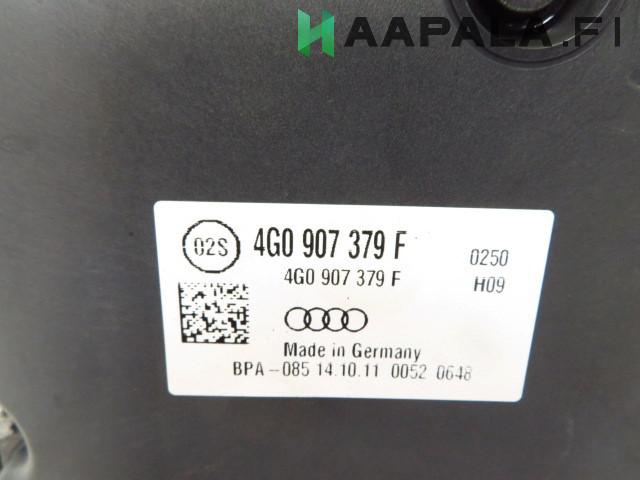 HAAPALA.FI
02S 4G0 907 379 F 0250
4G0 907 379 F H09
Made in Germany
BPA-085 14.10.11 0052 0648